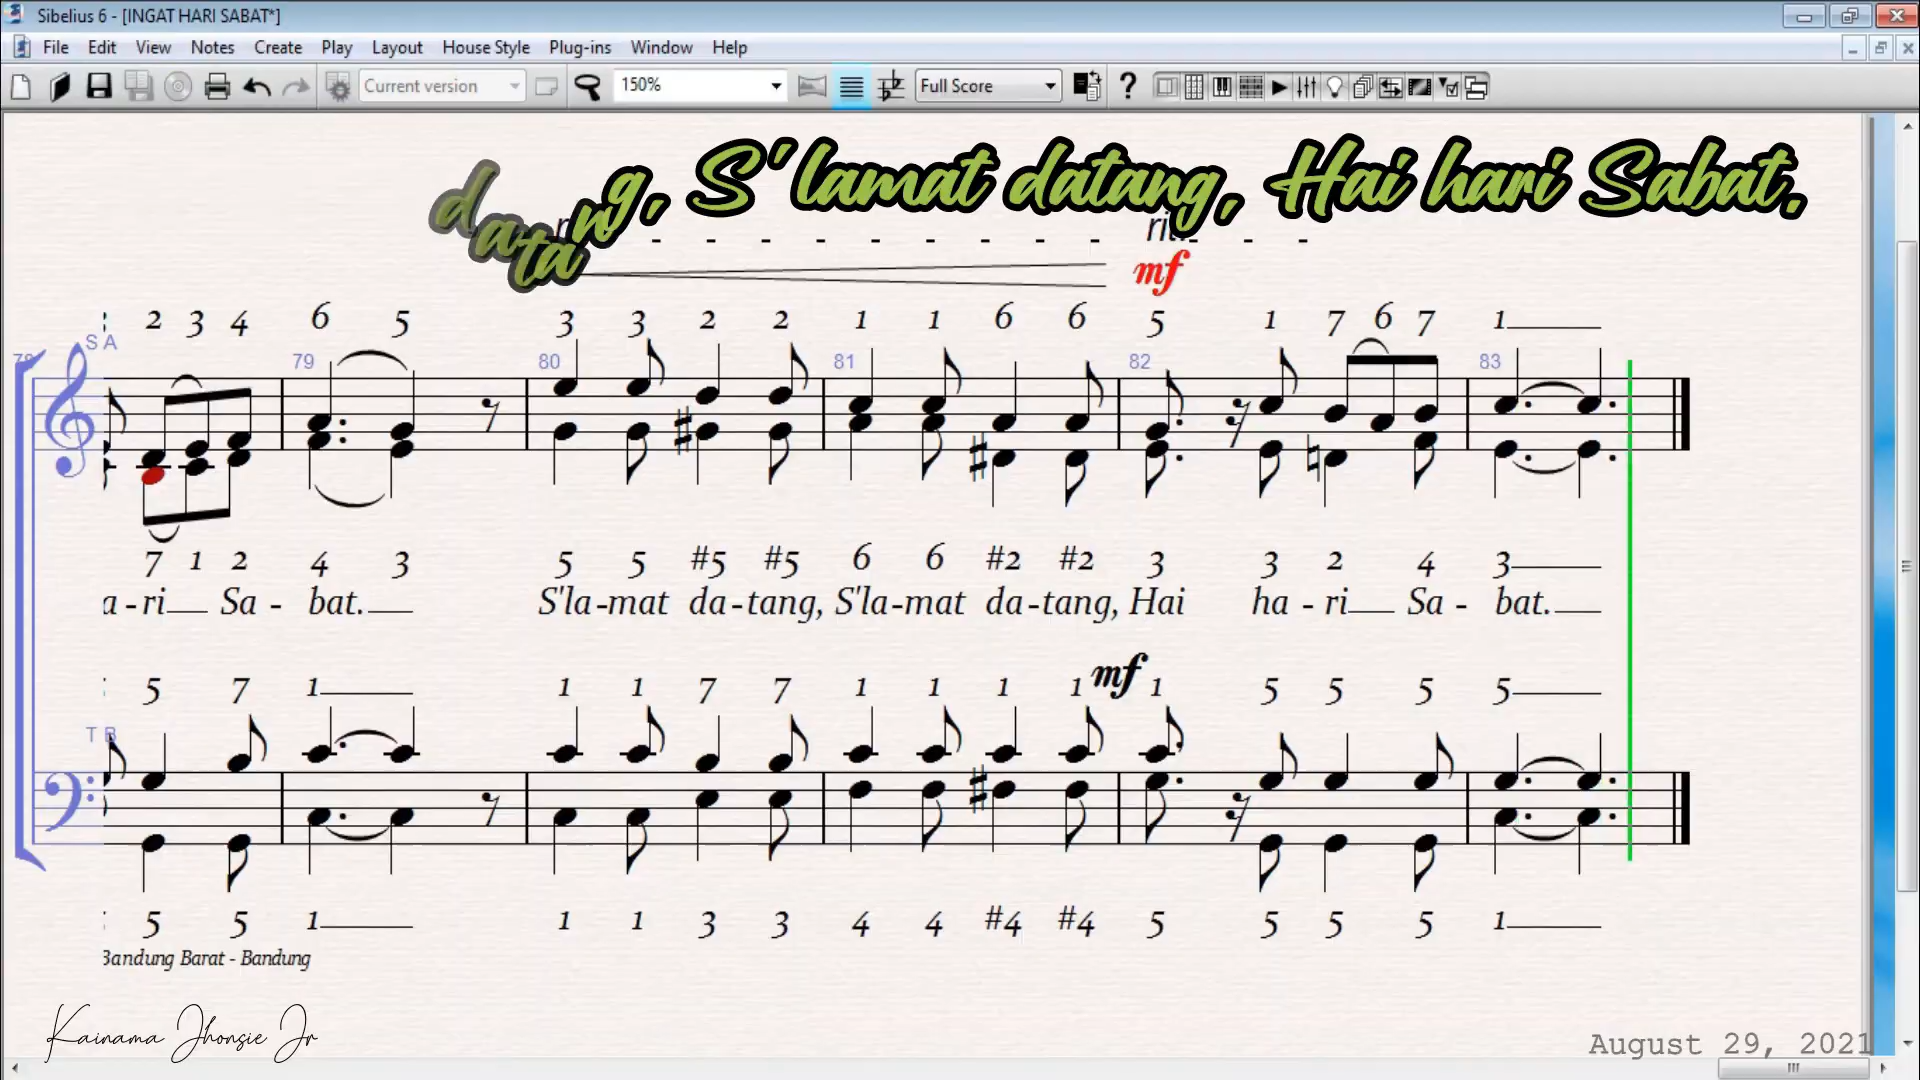 Sibelius 6 - [INGAT HARI SABAT*]
File Edit View Notes Create Play Layout House Style Plug-ins Window Help
Current version 150% Full Score
datang, S'lamat datang, Hai hari Sabat.
rit.
mf
2 3 4 6 5 3 3 2 2 1 1 6 6 5 1 7 6 7 1
S A
78 79 80 81 82 83
7 1 2 4 3 5 5 #5 #5 6 6 #2 #2 3 3 2 4 3
a-ri Sa - bat. S'la-mat da-tang, S'la-mat da-tang, Hai ha - ri Sa - bat.
mf
5 7 1 1 1 7 7 1 1 1 1 1 5 5 5 5
T B
5 5 1 1 1 3 3 4 4 #4 #4 5 5 5 5 1
Bandung Barat - Bandung
Kainama Jhonsie Jr
August 29, 2021